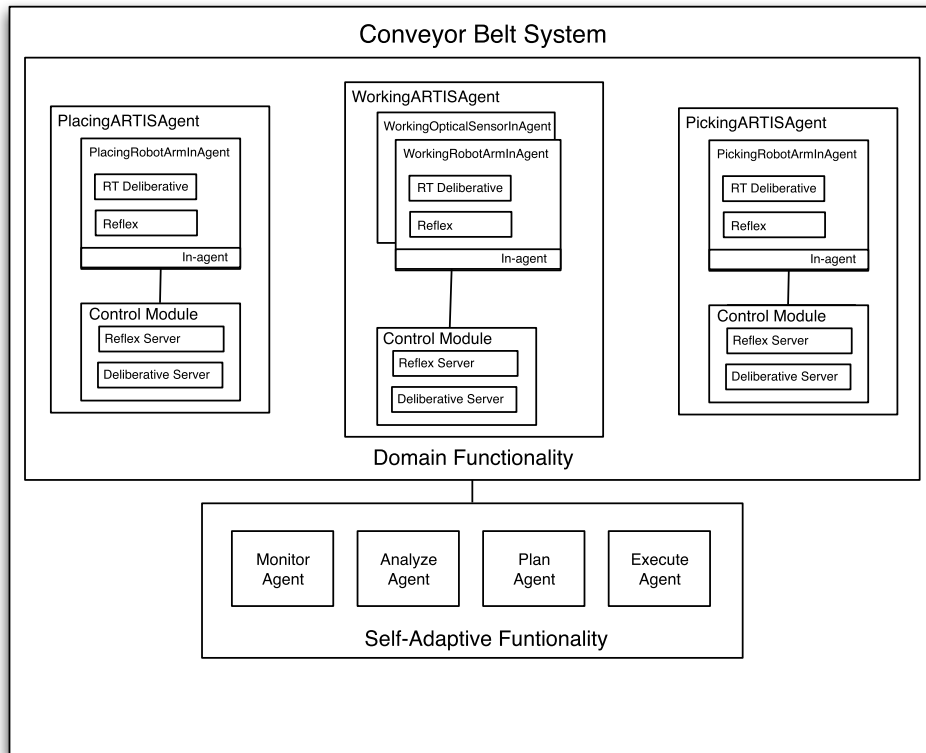 Conveyor Belt System
PlacingARTISAgent
PlacingRobotArmInAgent
RT Deliberative
Reflex
In-agent
Control Module
Reflex Server
Deliberative Server
WorkingARTISAgent
WorkingOpticalSensorInAgent
WorkingRobotArmInAgent
RT Deliberative
Reflex
In-agent
Control Module
Reflex Server
Deliberative Server
PickingARTISAgent
PickingRobotArmInAgent
RT Deliberative
Reflex
In-agent
Control Module
Reflex Server
Deliberative Server
Domain Functionality
Monitor
Agent
Analyze
Agent
Plan
Agent
Execute
Agent
Self-Adaptive Funtionality